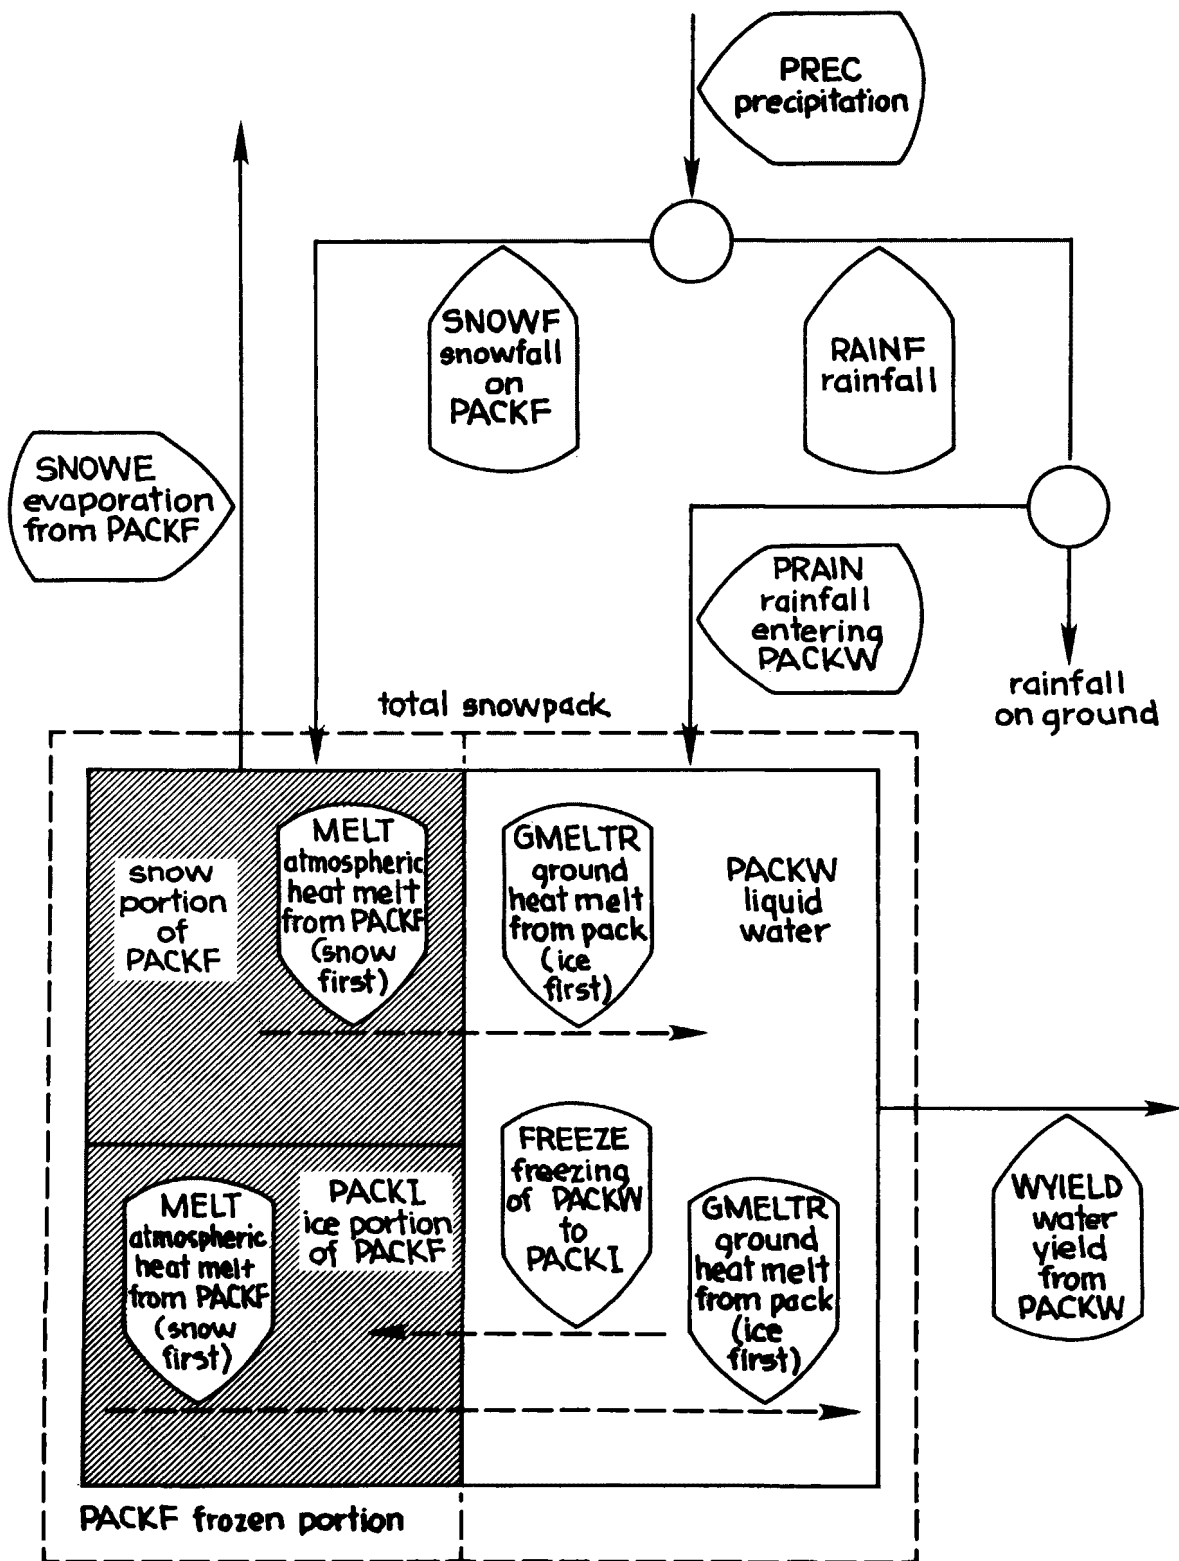 PREC
precipitation
SNOWF
snowfall
on
PACKF
RAINF
rainfall
SNOWE
evaporation
from PACKF
PRAIN
rainfall
entering
PACKW
rainfall
on ground
total snowpack
snow
portion
of
PACKF
MELT
atmospheric
heat melt
from PACKF
(snow
first)
GMELTR
ground
heat melt
from pack
(ice
first)
PACKW
liquid
water
MELT
atmospheric
heat melt
from PACKF
(snow
first)
PACKI
ice portion
of PACKF
FREEZE
freezing
of PACKW
to
PACKI
GMELTR
ground
heat melt
from pack
(ice
first)
WYIELD
water
yield
from
PACKW
PACKF frozen portion